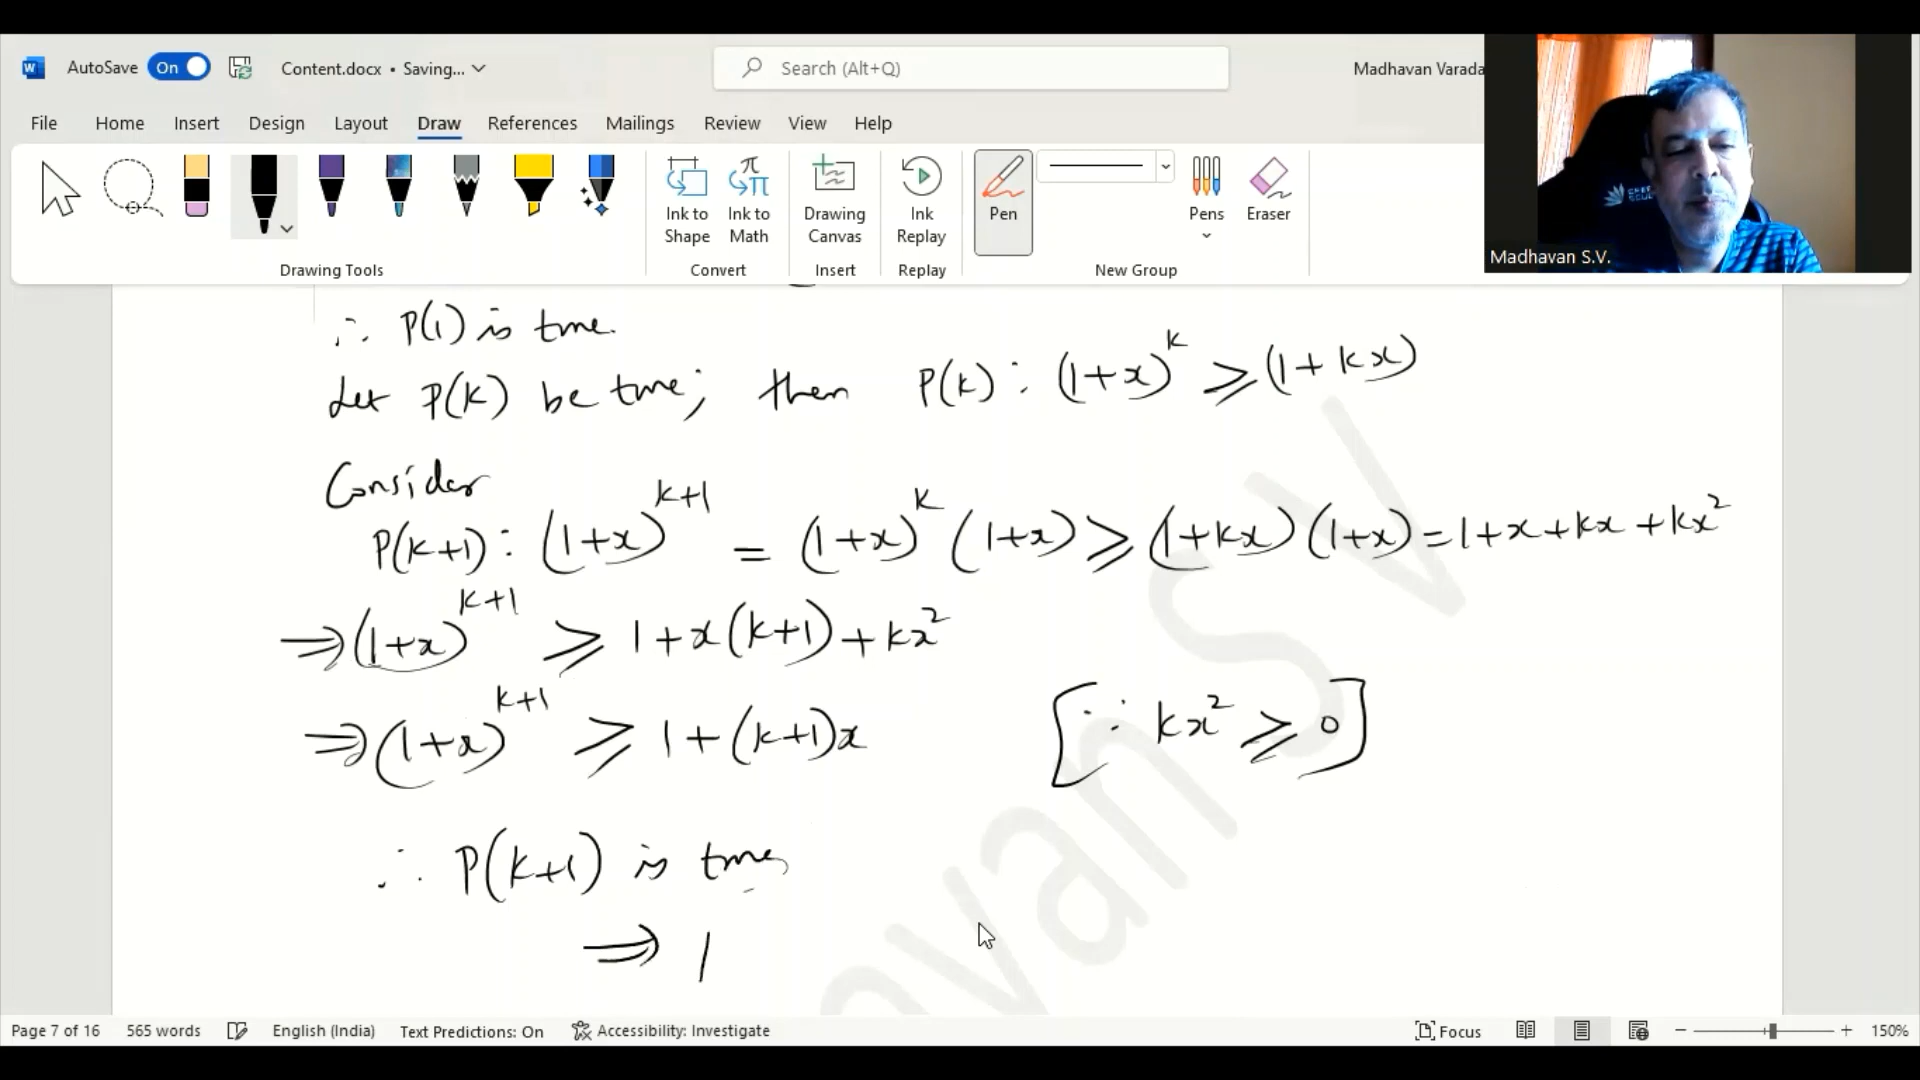 AutoSave On Content.docx • Saving... Search (Alt+Q) Madhavan Varada
File Home Insert Design Layout Draw References Mailings Review View Help
Ink to Shape Ink to Math Drawing Canvas Ink Replay Pen Pens Eraser
Drawing Tools Convert Insert Replay New Group
Madhavan S.V.
∴ P(1) is true.
Let P(k) be true; then P(k) : (1+x)^k ≥ (1+kx)
Consider
P(k+1) : (1+x)^{k+1} = (1+x)^k (1+x) ≥ (1+kx) (1+x) = 1+x+kx+kx²
⇒ (1+x)^{k+1} ≥ 1+x(k+1)+kx²
⇒ (1+x)^{k+1} ≥ 1+(k+1)x [∵ kx² ≥ 0]
∴ P(k+1) is true
⇒
avan S V
Page 7 of 16 565 words English (India) Text Predictions: On Accessibility: Investigate Focus 150%